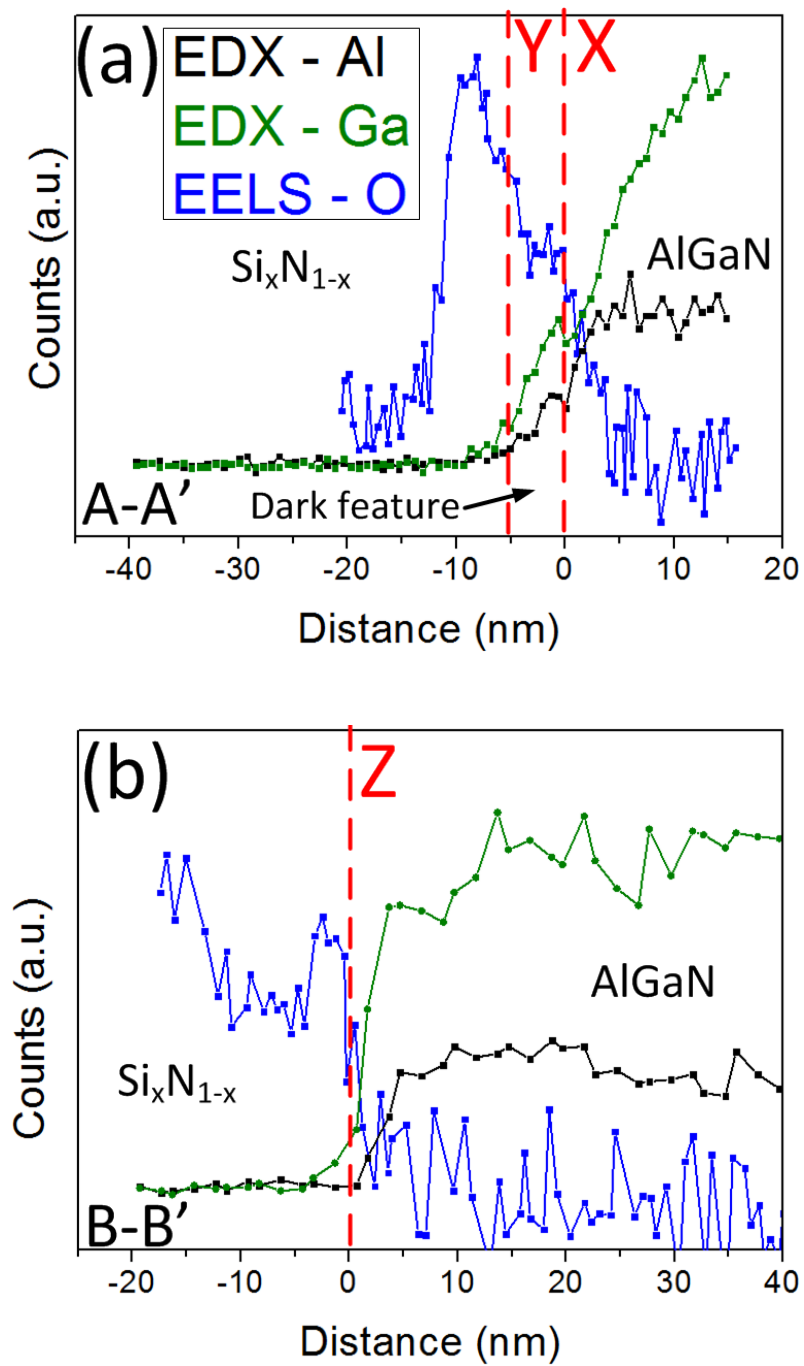 (a)
EDX - Al
EDX - Ga
EELS - O
Y
X
SixN1-x
AlGaN
Counts (a.u.)
Dark feature
A-A’
-40 -30 -20 -10 0 10 20
Distance (nm)
(b)
Z
AlGaN
SixN1-x
Counts (a.u.)
B-B’
-20 -10 0 10 20 30 40
Distance (nm)